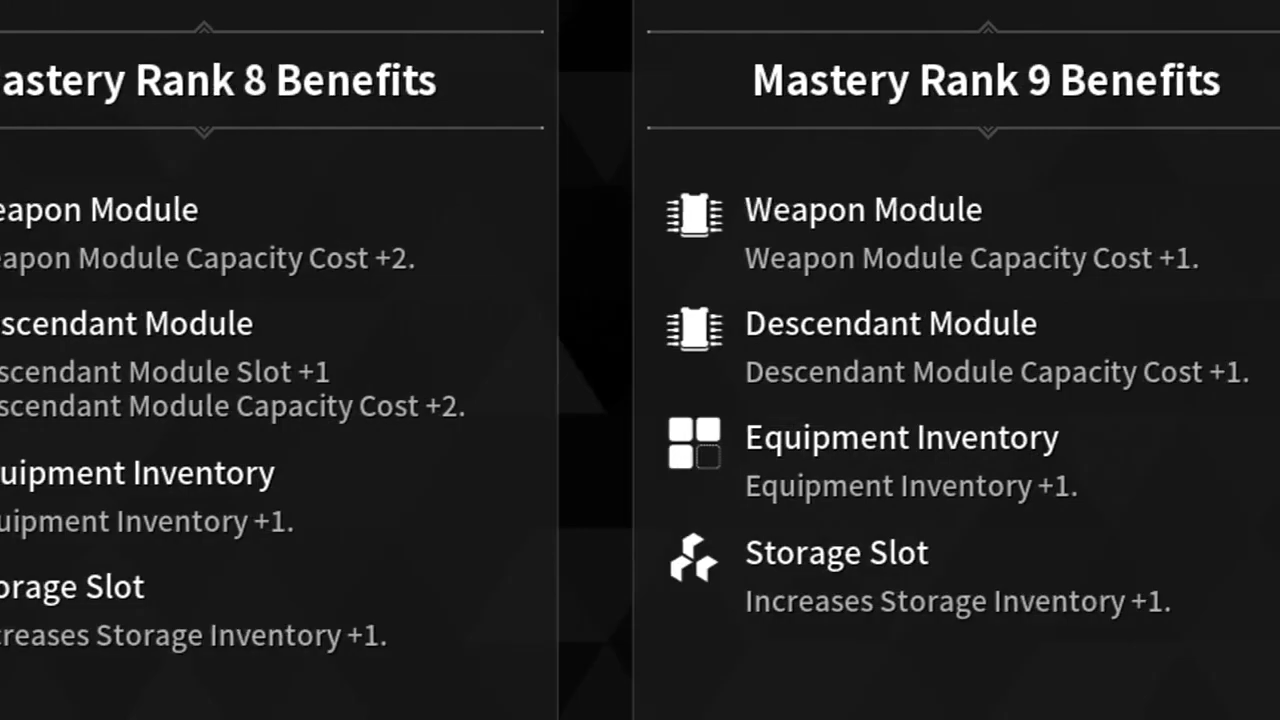 astery Rank 8 Benefits
eapon Module
eapon Module Capacity Cost +2.
scendant Module
scendant Module Slot +1
scendant Module Capacity Cost +2.
uipment Inventory
uipment Inventory +1.
orage Slot
creases Storage Inventory +1.
Mastery Rank 9 Benefits
Weapon Module
Weapon Module Capacity Cost +1.
Descendant Module
Descendant Module Capacity Cost +1.
Equipment Inventory
Equipment Inventory +1.
Storage Slot
Increases Storage Inventory +1.